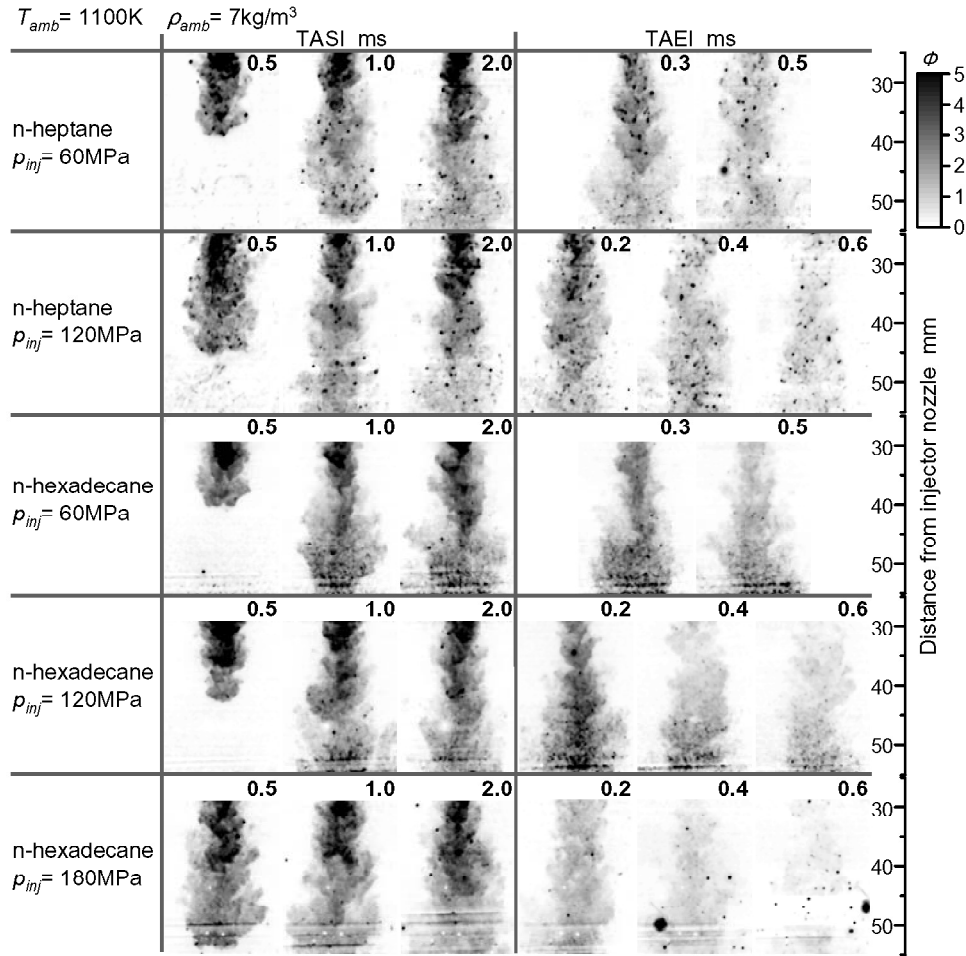 T_amb= 1100K ρ_amb= 7kg/m³
TASI ms TAEI ms
n-heptane
p_inj= 60MPa
0.5 1.0 2.0 0.3 0.5
n-heptane
p_inj= 120MPa
0.5 1.0 2.0 0.2 0.4 0.6
n-hexadecane
p_inj= 60MPa
0.5 1.0 2.0 0.3 0.5
n-hexadecane
p_inj= 120MPa
0.5 1.0 2.0 0.2 0.4 0.6
n-hexadecane
p_inj= 180MPa
0.5 1.0 2.0 0.2 0.4 0.6
30
40
50
30
40
50
30
40
50
30
40
50
30
40
50
Distance from injector nozzle mm
Φ
5
4
3
2
1
0